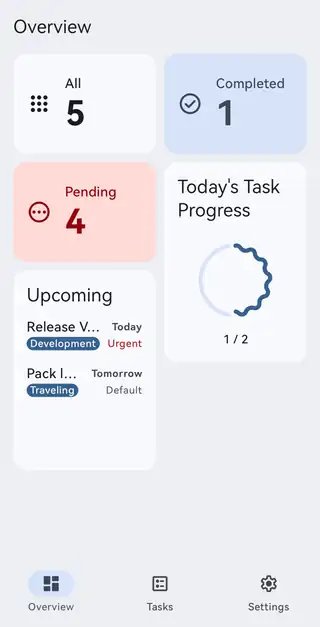 Overview
All
5
Completed
1
Pending
4
Today's Task
Progress
1 / 2
Upcoming
Release V... Today
Development Urgent
Pack l... Tomorrow
Traveling Default
Overview Tasks Settings